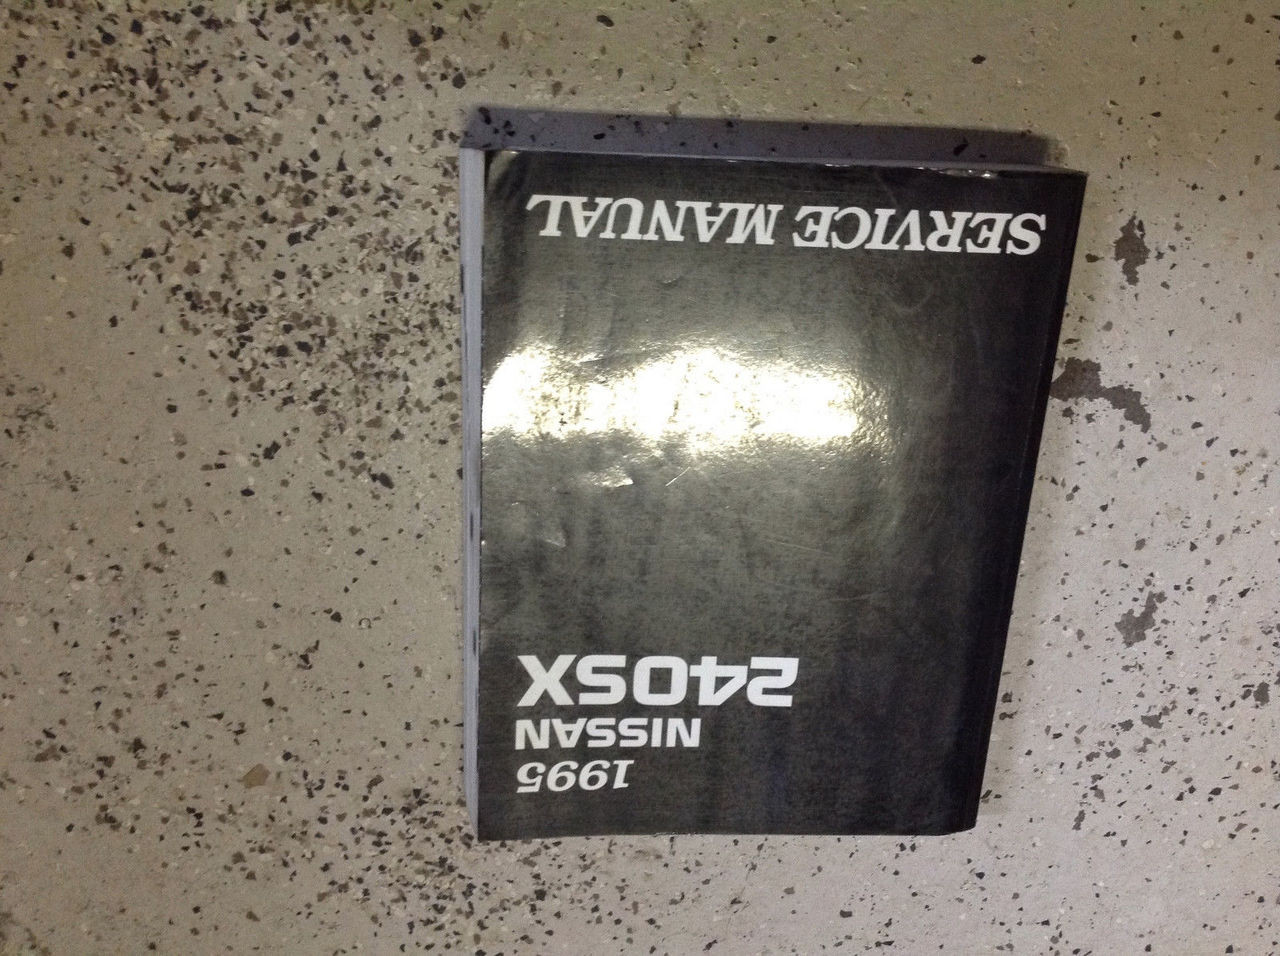 1995
NISSAN
240SX
SERVICE MANUAL